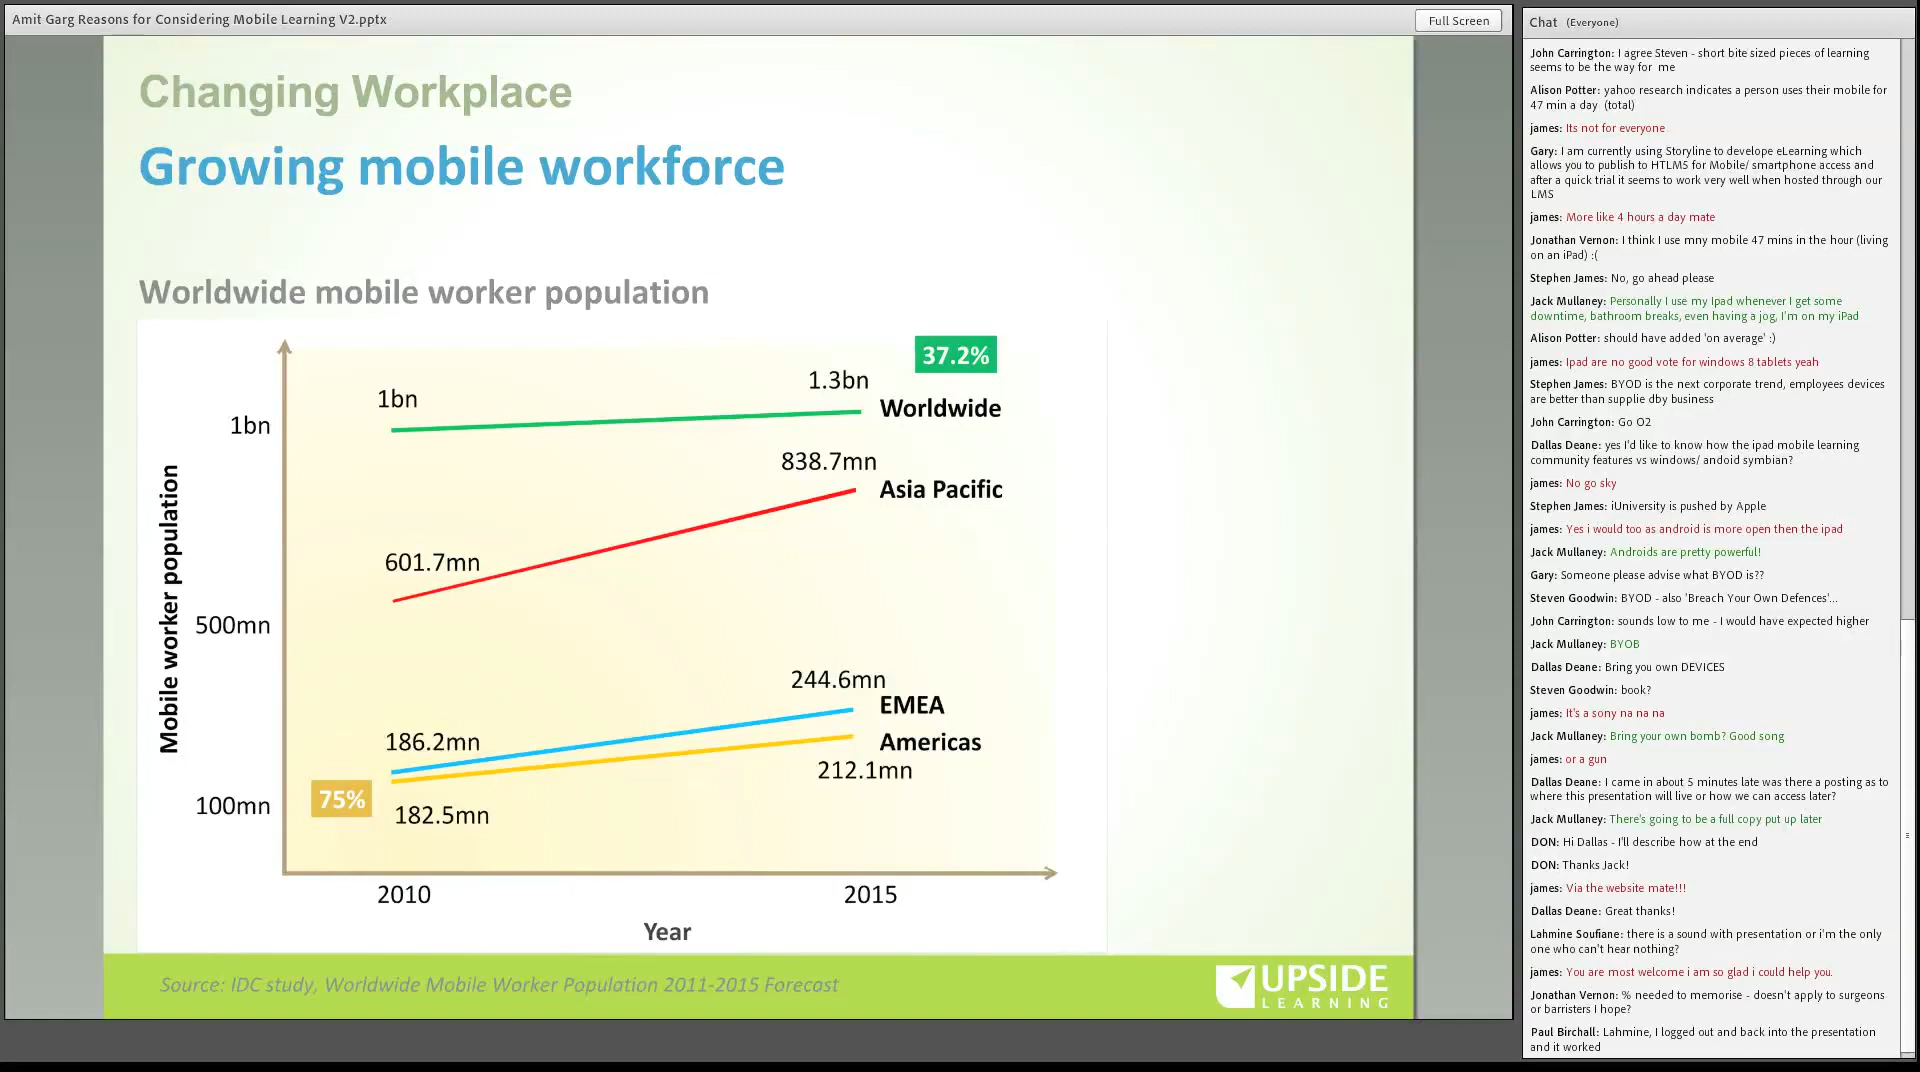 Amit Garg Reasons for Considering Mobile Learning V2.pptx
Full Screen
Changing Workplace
Growing mobile workforce
Worldwide mobile worker population
37.2%
1.3bn
1bn
Worldwide
1bn
838.7mn
Asia Pacific
601.7mn
500mn
244.6mn
EMEA
186.2mn
Americas
212.1mn
75%
100mn
182.5mn
Mobile worker population
2010
2015
Year
Source: IDC study, Worldwide Mobile Worker Population 2011-2015 Forecast
UPSIDE
LEARNING
Chat (Everyone)
John Carrington: I agree Steven - short bite sized pieces of learning
seems to be the way for me
Alison Potter: yahoo research indicates a person uses their mobile for
47 min a day (total)
james: Its not for everyone
Gary: I am currently using Storyline to develope eLearning which
allows you to publish to HTLM5 for Mobile/ smartphone access and
after a quick trial it seems to work very well when hosted through our
LMS
james: More like 4 hours a day mate
Jonathan Vernon: I think I use mny mobile 47 mins in the hour (living
on an iPad) :(
Stephen James: No, go ahead please
Jack Mullaney: Personally I use my Ipad whenever I get some
downtime, bathroom breaks, even having a jog, I'm on my iPad
Alison Potter: should have added 'on average' :)
james: Ipad are no good vote for windows 8 tablets yeah
Stephen James: BYOD is the next corporate trend, employees devices
are better than supplie dby business
John Carrington: Go O2
Dallas Deane: yes I'd like to know how the ipad mobile learning
community features vs windows/ andoid symbian?
james: No go sky
Stephen James: iUniversity is pushed by Apple
james: Yes i would too as android is more open then the ipad
Jack Mullaney: Androids are pretty powerful!
Gary: Someone please advise what BYOD is??
Steven Goodwin: BYOD - also 'Breach Your Own Defences'...
John Carrington: sounds low to me - I would have expected higher
Jack Mullaney: BYOB
Dallas Deane: Bring you own DEVICES
Steven Goodwin: book?
james: It's a sony na na na
Jack Mullaney: Bring your own bomb? Good song
james: or a gun
Dallas Deane: I came in about 5 minutes late was there a posting as to
where this presentation will live or how we can access later?
Jack Mullaney: There's going to be a full copy put up later
DON: Hi Dallas - I'll describe how at the end
DON: Thanks Jack!
james: Via the website mate!!!
Dallas Deane: Great thanks!
Lahmine Soufiane: there is a sound with presentation or i'm the only
one who can't hear nothing?
james: You are most welcome i am so glad i could help you.
Jonathan Vernon: % needed to memorise - doesn't apply to surgeons
or barristers I hope?
Paul Birchall: Lahmine, I logged out and back into the presentation
and it worked